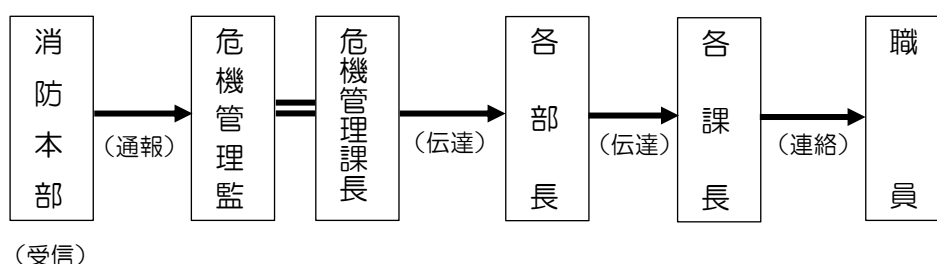 消防本部
（通報）
危機管理監
危機管理課長
（伝達）
各部長
（伝達）
各課長
（連絡）
職員
（受信）